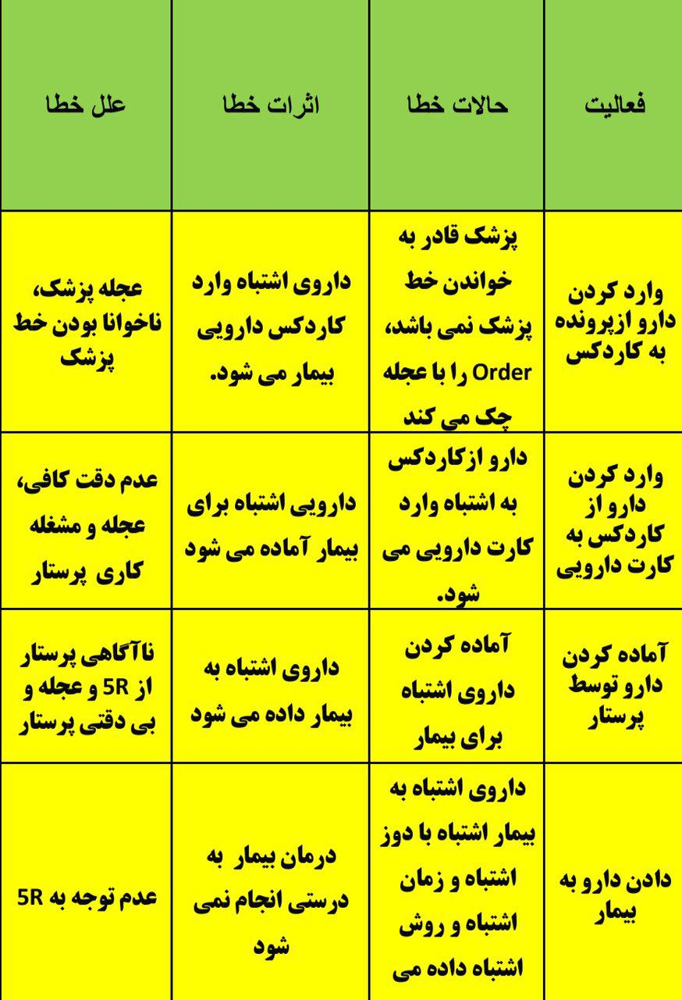 فعالیت
حالات خطا
اثرات خطا
علل خطا
وارد کردن
دارو ازپرونده
به کاردکس
پزشک قادر به
خواندن خط
پزشک نمی باشد،
Order را با عجله
چک می کند
داروی اشتباه وارد
کاردکس دارویی
بیمار می شود.
عجله پزشک،
ناخوانا بودن خط
پزشک
وارد کردن
دارو از
کاردکس به
کارت دارویی
دارو ازکاردکس
به اشتباه وارد
کارت دارویی می
شود.
دارویی اشتباه برای
بیمار آماده می شود
عدم دقت کافی،
عجله و مشغله
کاری پرستار
آماده کردن
دارو توسط
پرستار
آماده کردن
داروی اشتباه
برای بیمار
داروی اشتباه به
بیمار داده می شود
ناآگاهی پرستار
از 5R و عجله و
بی دقتی پرستار
دادن دارو به
بیمار
داروی اشتباه به
بیمار اشتباه با دوز
اشتباه و زمان
اشتباه و روش
اشتباه داده می
درمان بیمار به
درستی انجام نمی
شود
عدم توجه به 5R